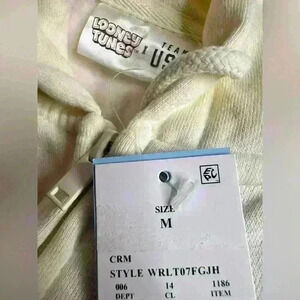 LOONEY
TUNES
X
TEAM
US
SIZE
M
CRM
STYLE WRLT07FGJH
006 14 1186
DEPT CL ITEM